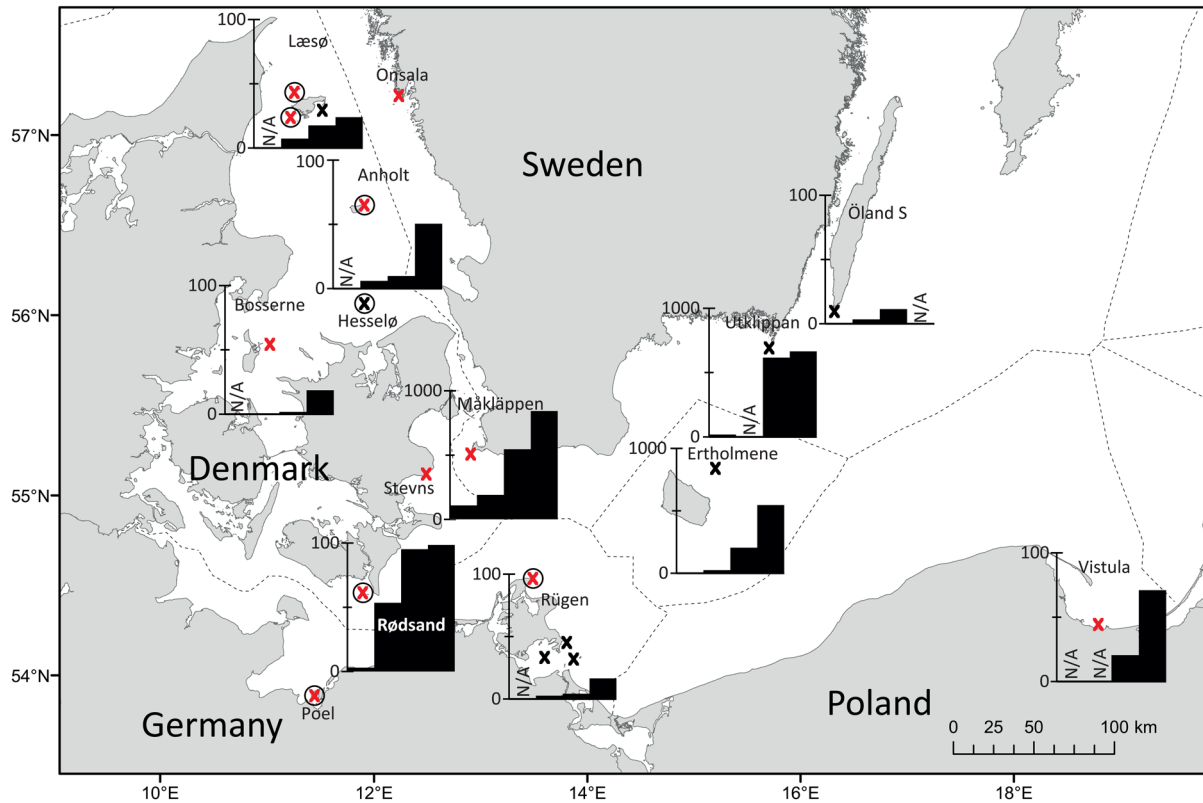 100
Læsø
N/A
0
Onsala
57°N
100
Anholt
N/A
0
Sweden
100
Öland S
N/A
0
100
Bosserne
N/A
0
Hesselø
56°N
1000
Utklippan
N/A
0
1000
Måkläppen
0
Stevns
Denmark
1000
Ertholmene
0
55°N
100
Rødsand
0
100
Rügen
N/A
0
100
Vistula
N/A
N/A
0
54°N
Poel
Germany
Poland
0 25 50 100 km
10°E 12°E 14°E 16°E 18°E